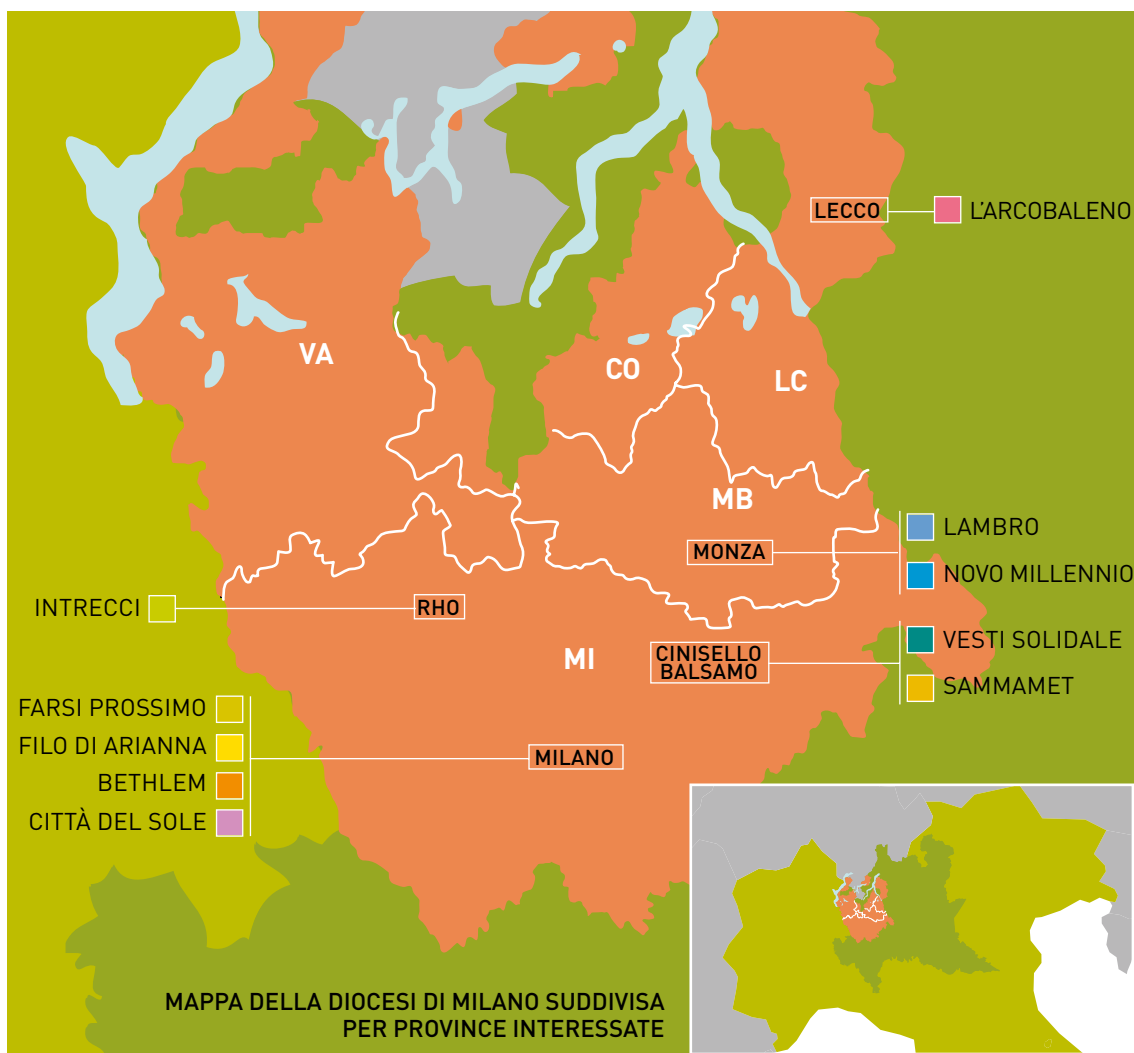 LECCO
L'ARCOBALENO
VA
CO
LC
MB
LAMBRO
MONZA
NOVO MILLENNIO
INTRECCI
RHO
MI
CINISELLO
BALSAMO
VESTI SOLIDALE
SAMMAMET
FARSI PROSSIMO
FILO DI ARIANNA
MILANO
BETHLEM
CITTÀ DEL SOLE
MAPPA DELLA DIOCESI DI MILANO SUDDIVISA
PER PROVINCE INTERESSATE